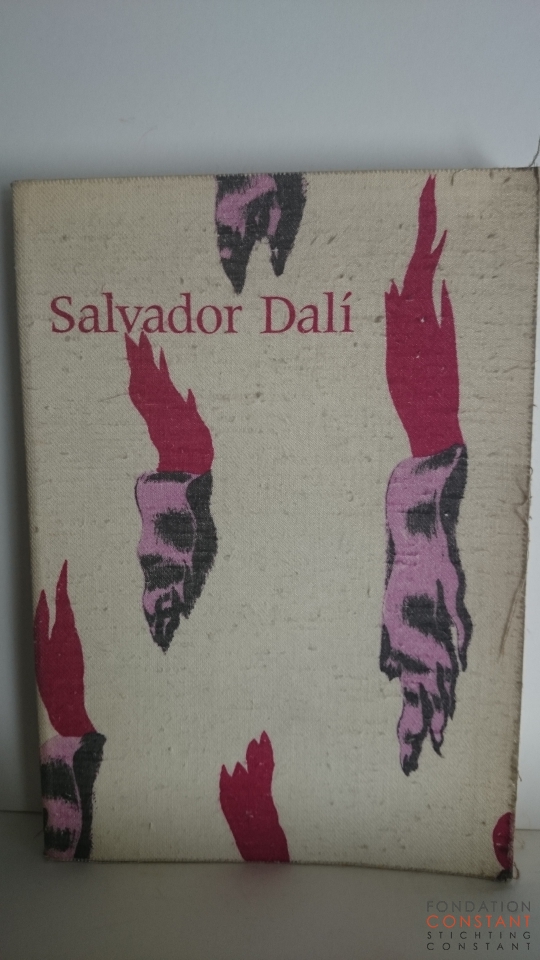 Salvador Dalí
FONDATION
CONSTANT
STICHTING
CONSTANT